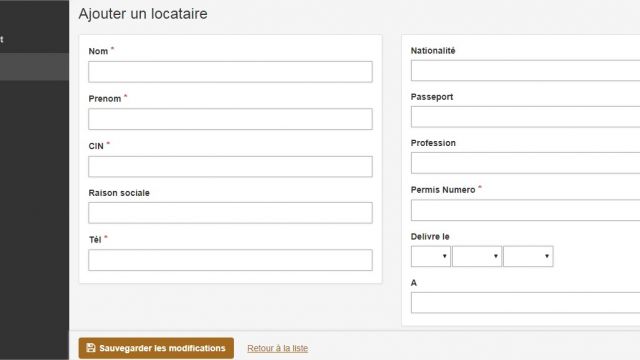 Ajouter un locataire
t
Nom *
Prenom *
CIN *
Raison sociale
Tél *
Nationalité
Passeport
Profession
Permis Numero *
Delivre le
A
Sauvegarder les modifications
Retour à la liste